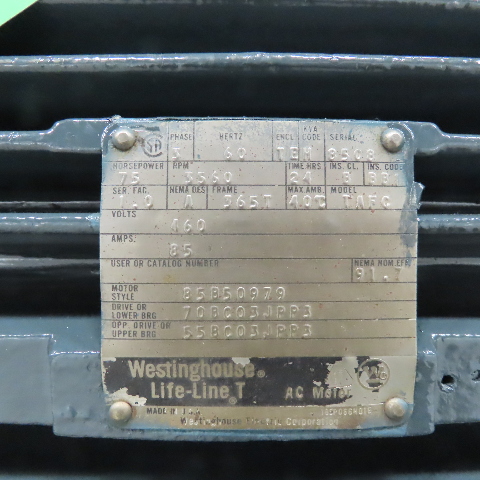 PHASE HERTZ ENCL. KVA CODE SERIAL
3 60 8508
HORSEPOWER RPM TIME HRS INS. CL. INS. CODE
75 3560 24 B
SER. FAC. NEMA DES FRAME MAX. AMB. MODEL
1.0 A 365T 40°C TAFC
VOLTS
460
AMPS.
85
USER OR CATALOG NUMBER NEMA NOM. EFF.
91.7
MOTOR STYLE 85B50979
DRIVE OR LOWER BRG 70BC03JPP3
OPP. DRIVE OR UPPER BRG 55BC03JPP3
Westinghouse®
Life-Line T AC Motor
MADE IN U.S.A.
Westinghouse Electric Corporation